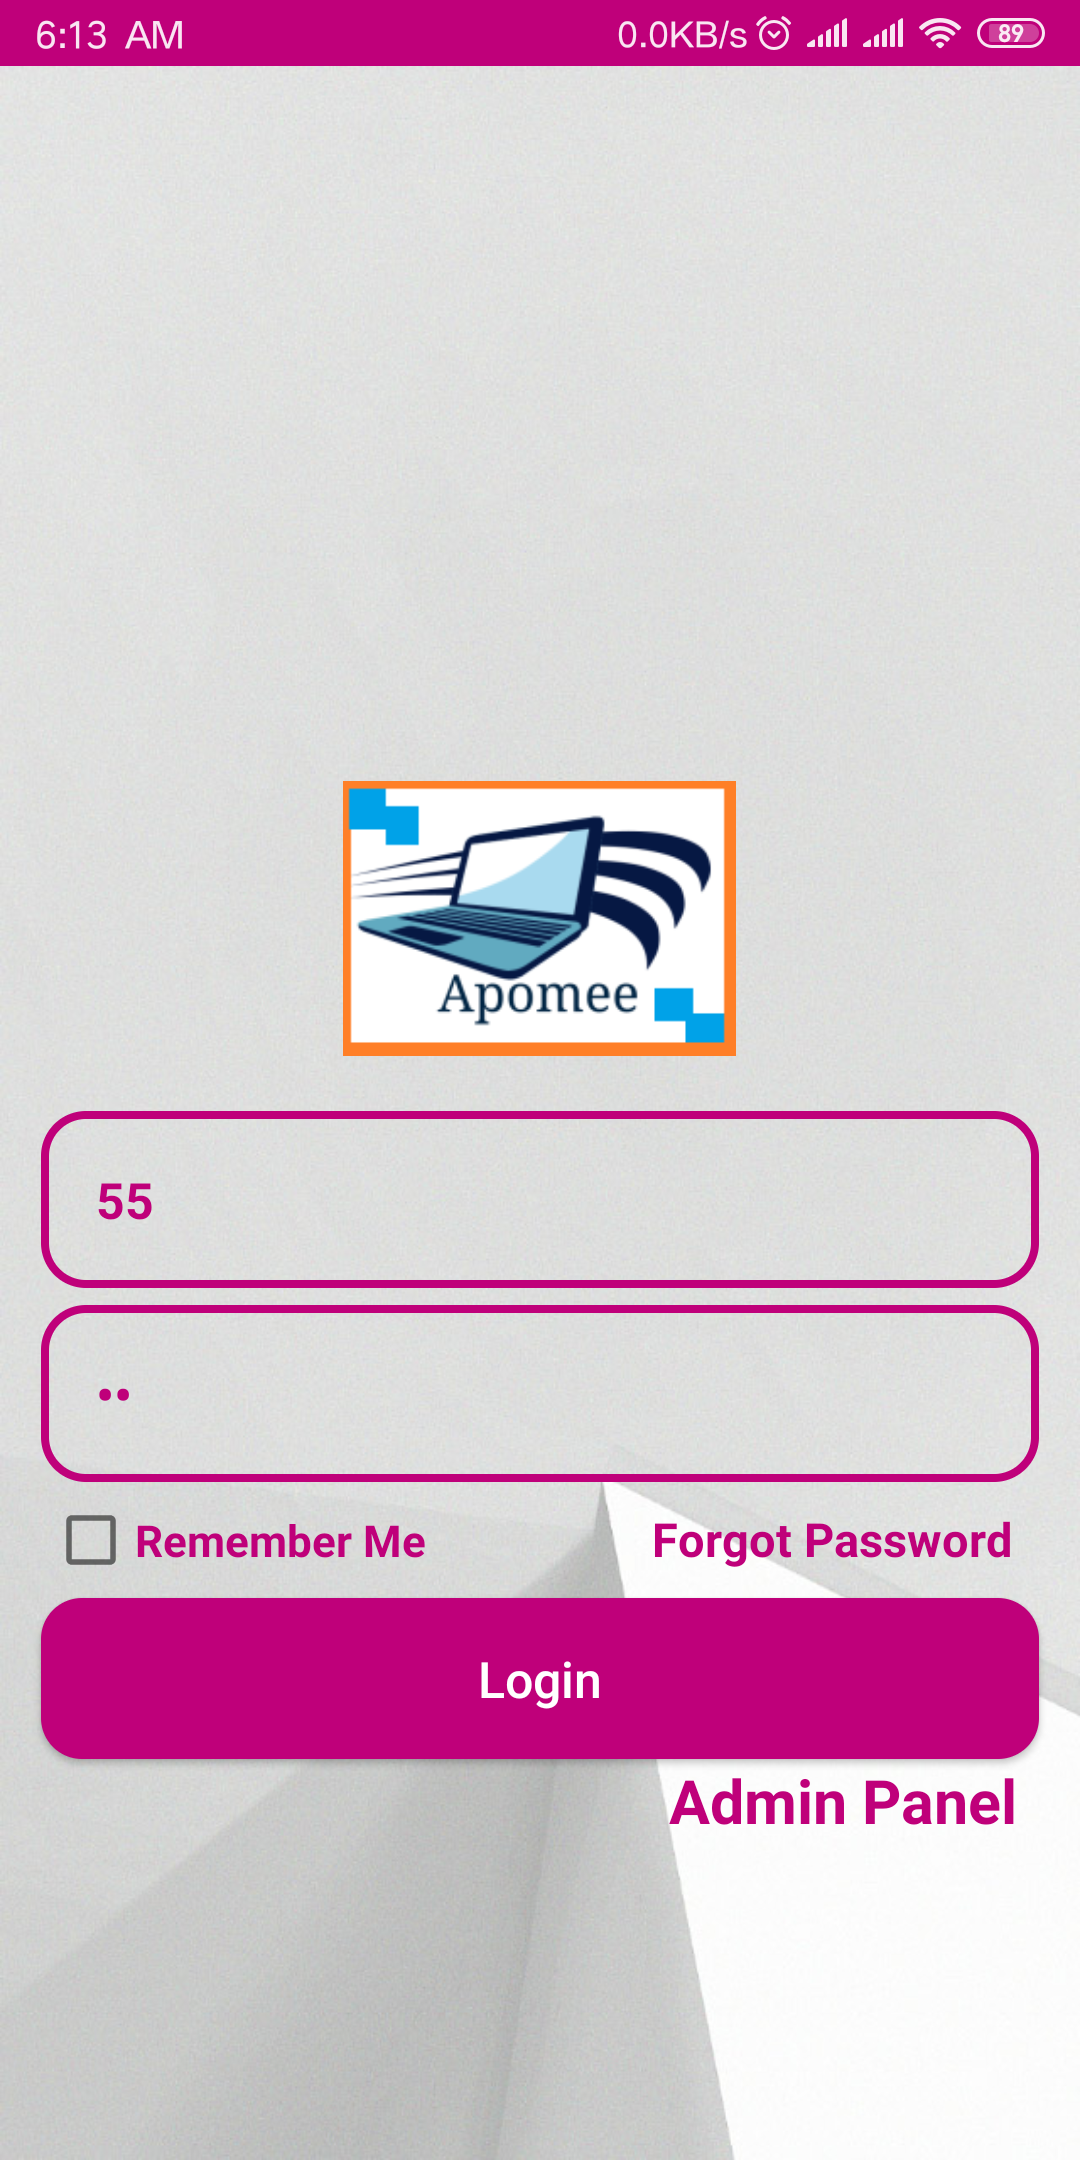 6:13 AM 0.0KB/s 89
Apomee
55
••
Remember Me Forgot Password
Login
Admin Panel